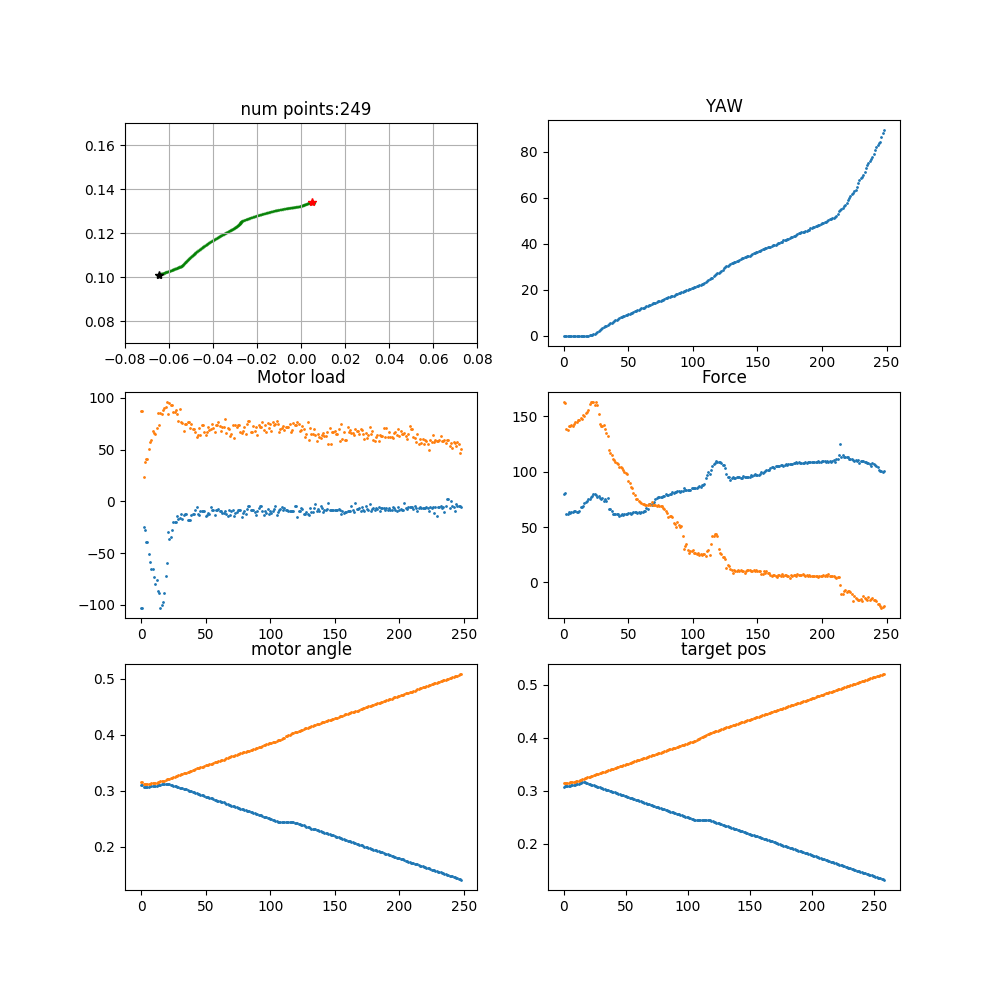 num points:249
0.16
0.14
0.12
0.10
0.08
−0.08 −0.06 −0.04 −0.02 0.00 0.02 0.04 0.06 0.08
YAW
80
60
40
20
0
0 50 100 150 200 250
Motor load
100
50
0
−50
−100
0 50 100 150 200 250
Force
150
100
50
0
0 50 100 150 200 250
motor angle
0.5
0.4
0.3
0.2
0 50 100 150 200 250
target pos
0.5
0.4
0.3
0.2
0 50 100 150 200 250